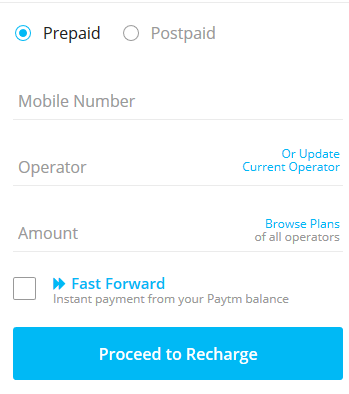 Prepaid Postpaid
Mobile Number
Or Update
Operator Current Operator
Browse Plans
Amount of all operators
Fast Forward
Instant payment from your Paytm balance
Proceed to Recharge